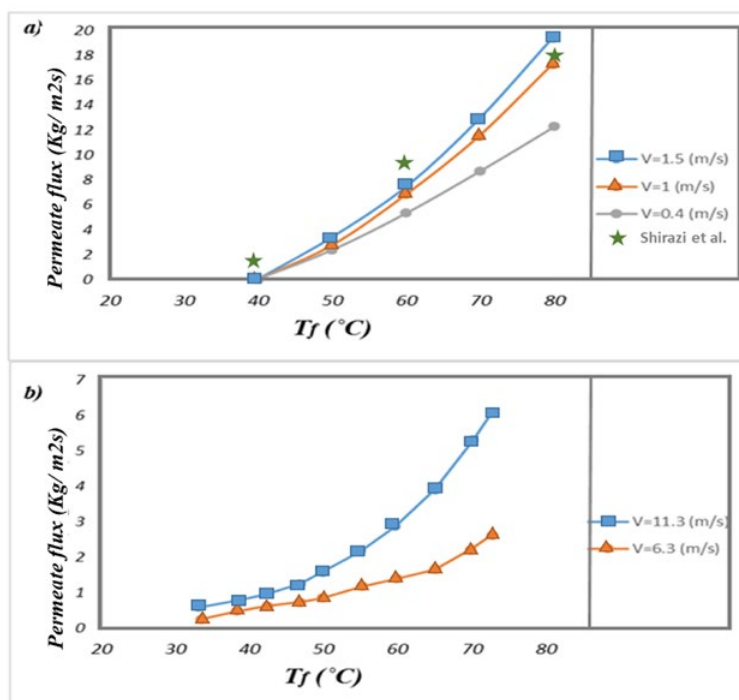 a)
Permeate flux (Kg/ m2s)
20
18
16
14
12
10
8
6
4
2
0
20 30 40 50 60 70 80
Tf (°C)
V=1.5 (m/s)
V=1 (m/s)
V=0.4 (m/s)
Shirazi et al.
b)
Permeate flux (Kg/ m2s)
7
6
5
4
3
2
1
0
20 30 40 50 60 70 80
Tf (°C)
V=11.3 (m/s)
V=6.3 (m/s)